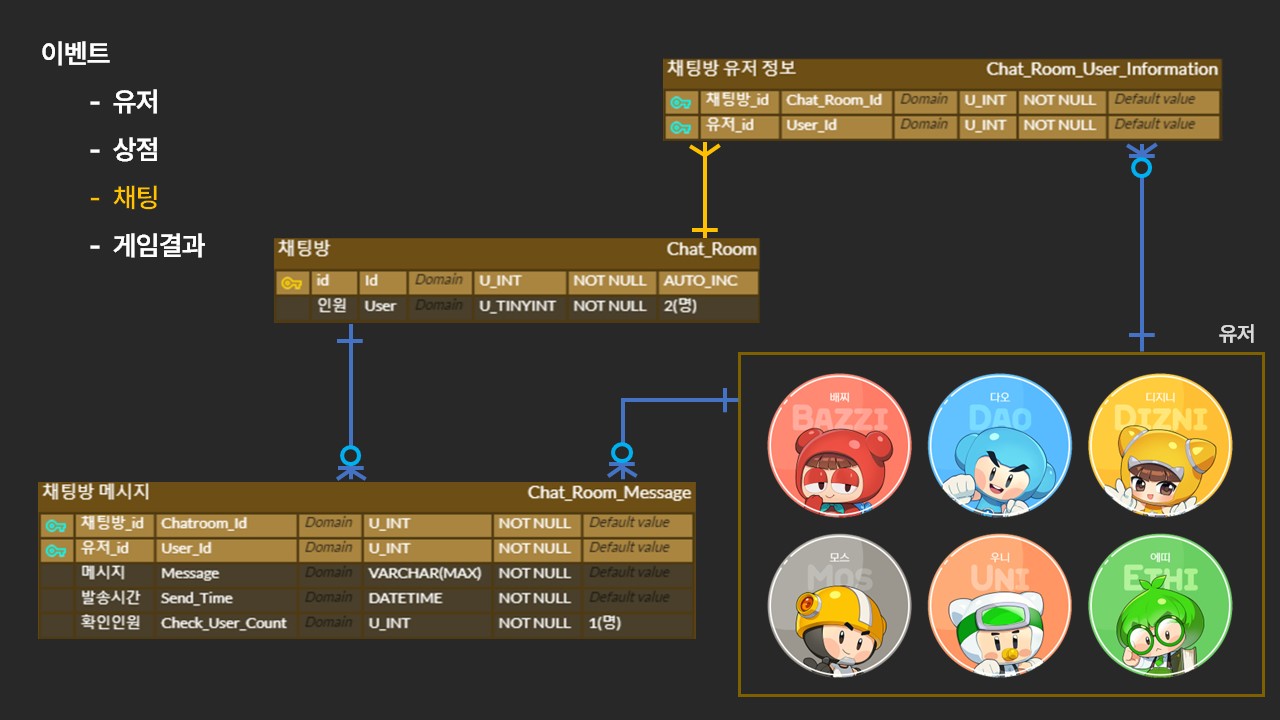 이벤트
- 유저
- 상점
- 채팅
- 게임결과
채팅방 유저 정보 Chat_Room_User_Information
채팅방_id Chat_Room_Id Domain U_INT NOT NULL Default value
유저_id User_Id Domain U_INT NOT NULL Default value
채팅방 Chat_Room
id Id Domain U_INT NOT NULL AUTO_INC
인원 User Domain U_TINYINT NOT NULL 2(명)
채팅방 메시지 Chat_Room_Message
채팅방_id Chatroom_Id Domain U_INT NOT NULL Default value
유저_id User_Id Domain U_INT NOT NULL Default value
메시지 Message Domain VARCHAR(MAX) NOT NULL Default value
발송시간 Send_Time Domain DATETIME NOT NULL Default value
확인인원 Check_User_Count Domain U_INT NOT NULL 1(명)
유저
배찌
BAZZI
다오
DAO
디지니
DIZNI
모스
MOS
우니
UNI
에띠
ETHI